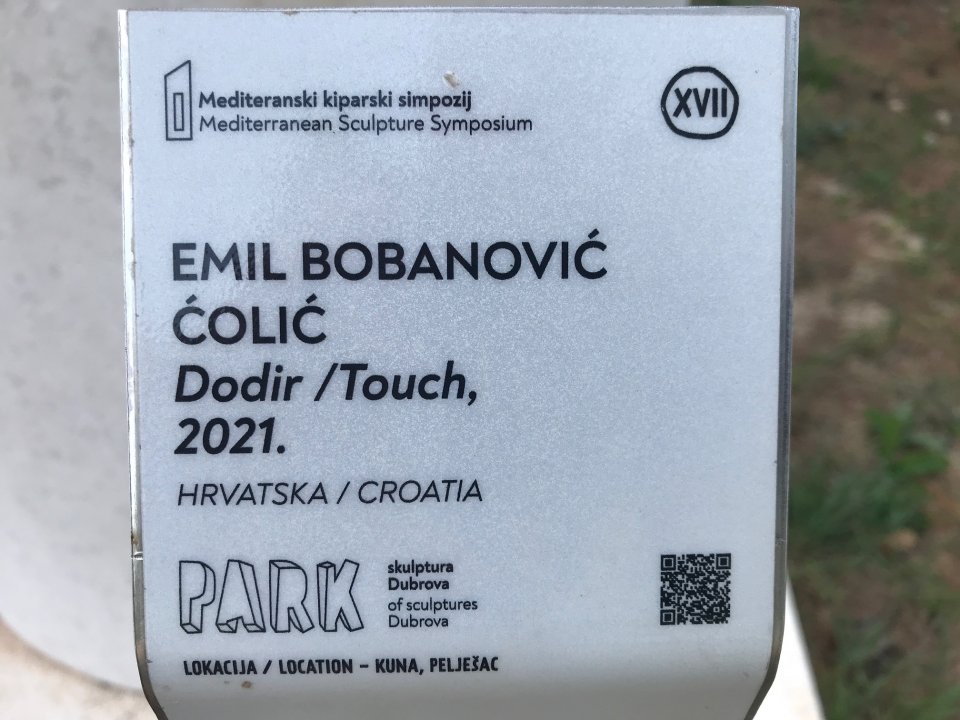 Mediteranski kiparski simpozij
Mediterranean Sculpture Symposium
XVII
EMIL BOBANOVIĆ
ĆOLIĆ
Dodir /Touch,
2021.
HRVATSKA / CROATIA
PARK
skulptura
Dubrova
of sculptures
Dubrova
LOKACIJA / LOCATION – KUNA, PELJEŠAC